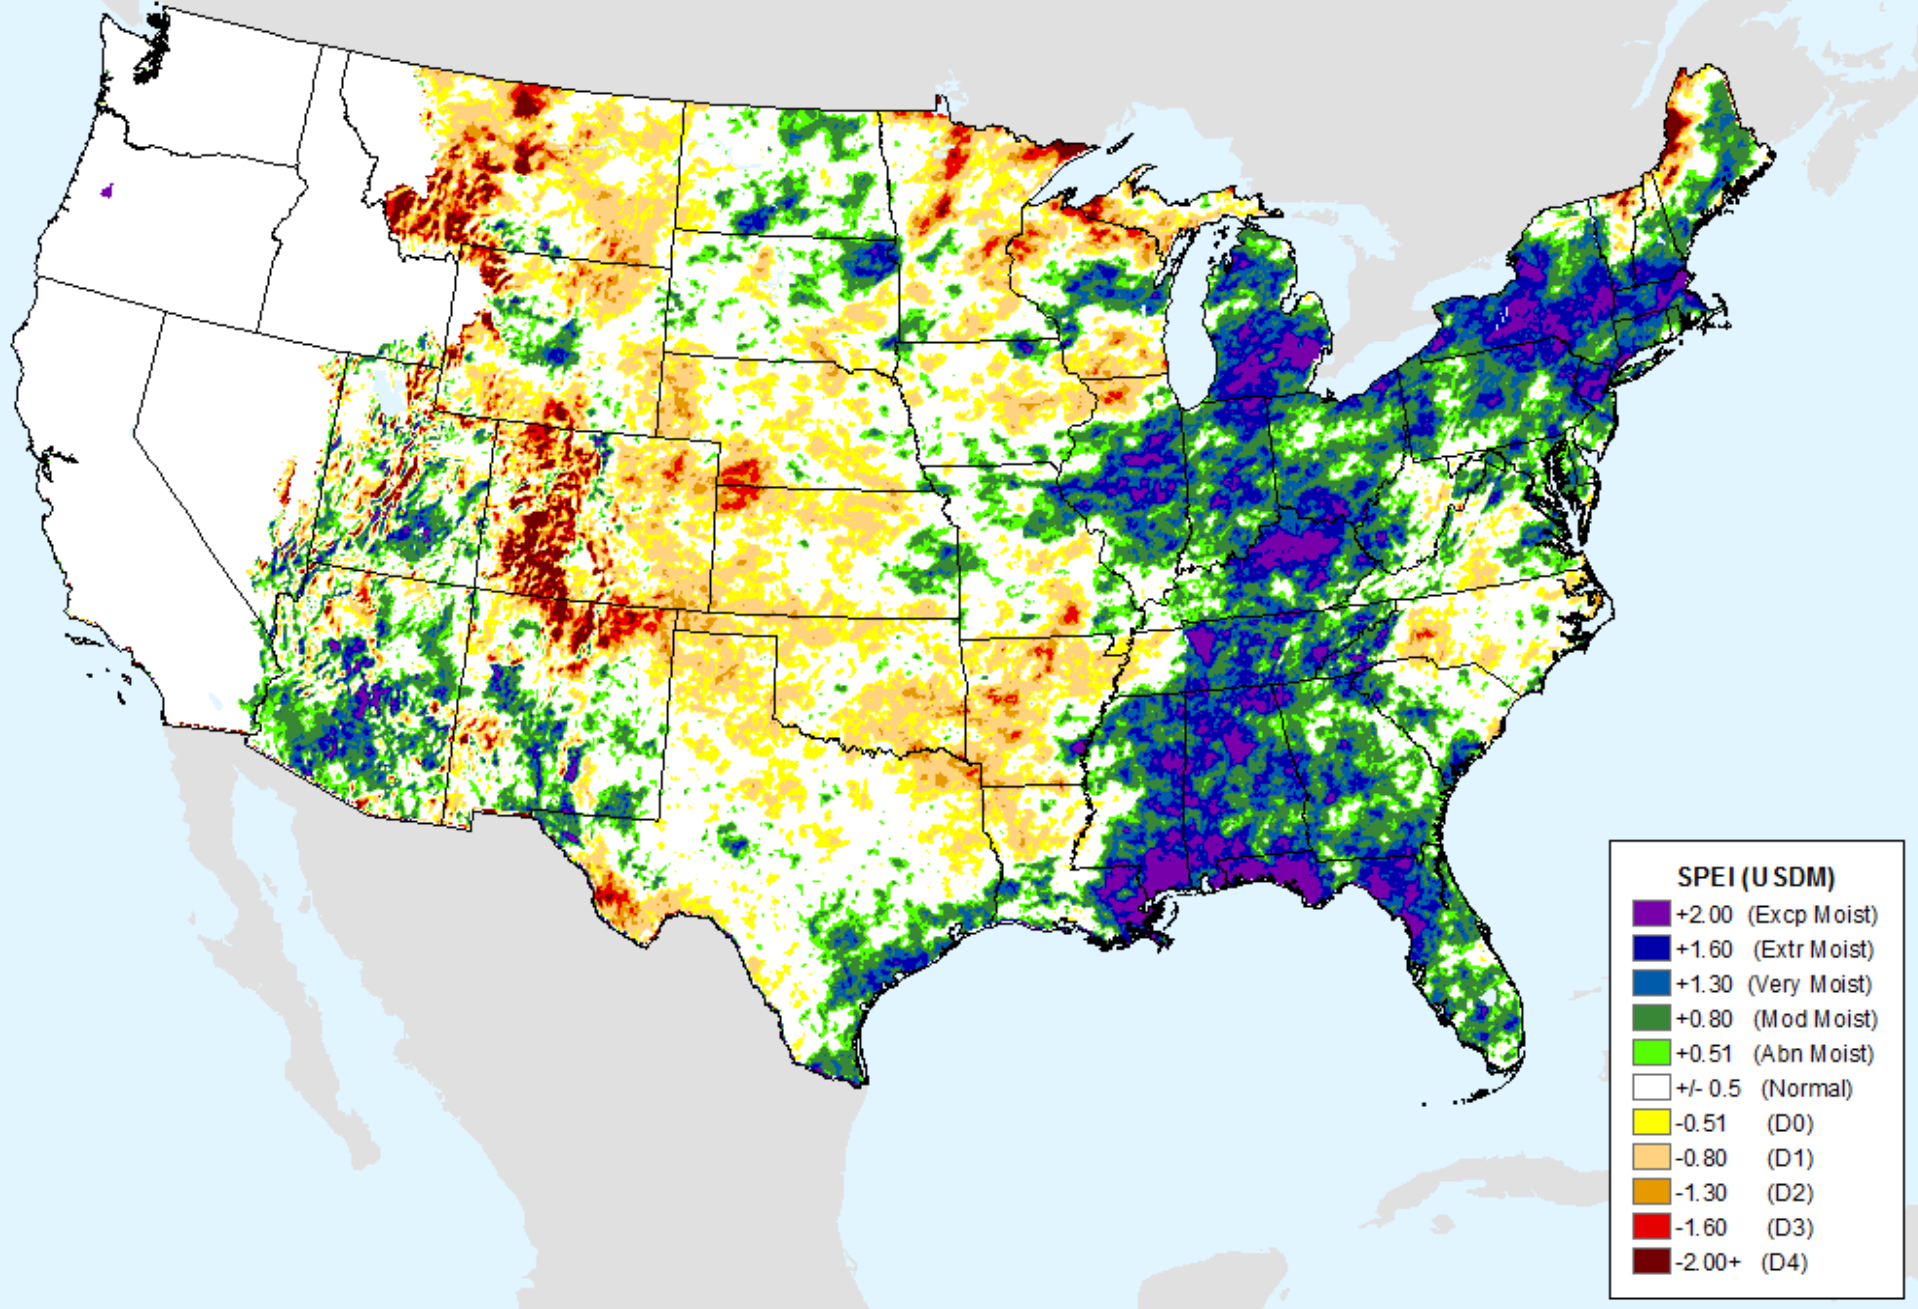 SPEI (USDM)
+2.00 (Excp Moist)
+1.60 (Extr Moist)
+1.30 (Very Moist)
+0.80 (Mod Moist)
+0.51 (Abn Moist)
+/- 0.5 (Normal)
-0.51 (D0)
-0.80 (D1)
-1.30 (D2)
-1.60 (D3)
-2.00+ (D4)